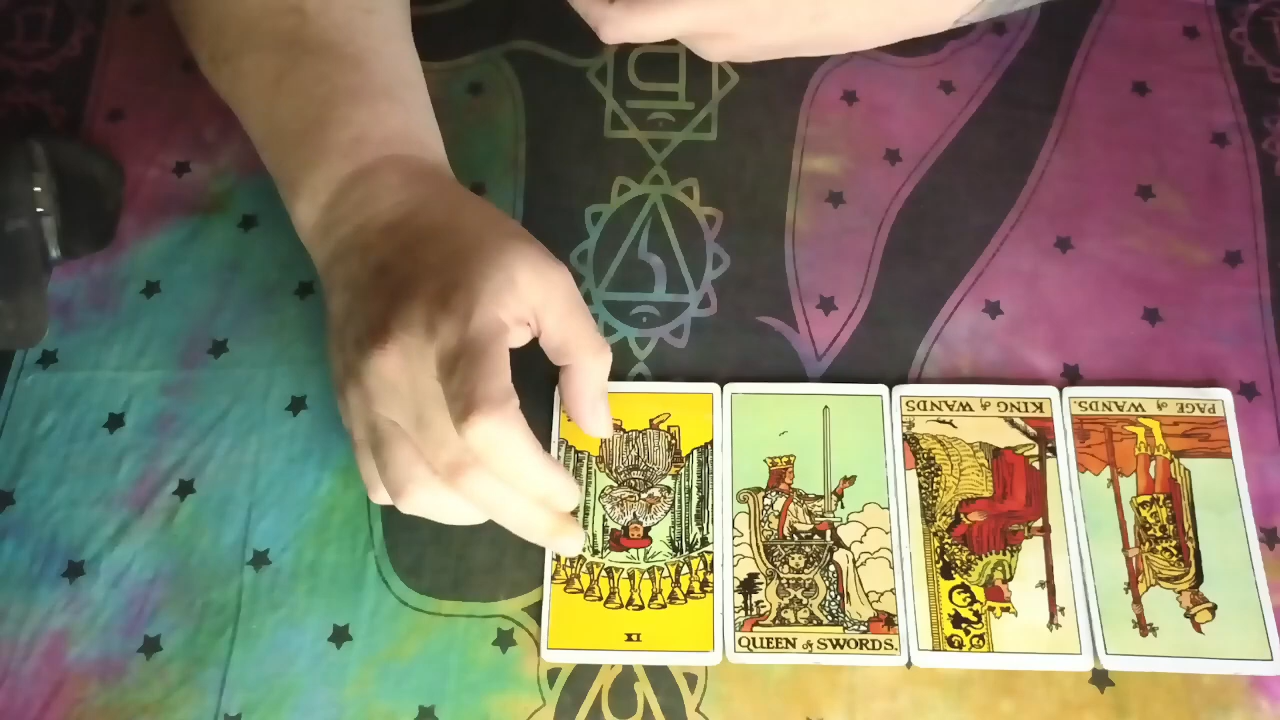 XI
QUEEN of SWORDS.
KING of WANDS
PAGE of WANDS.